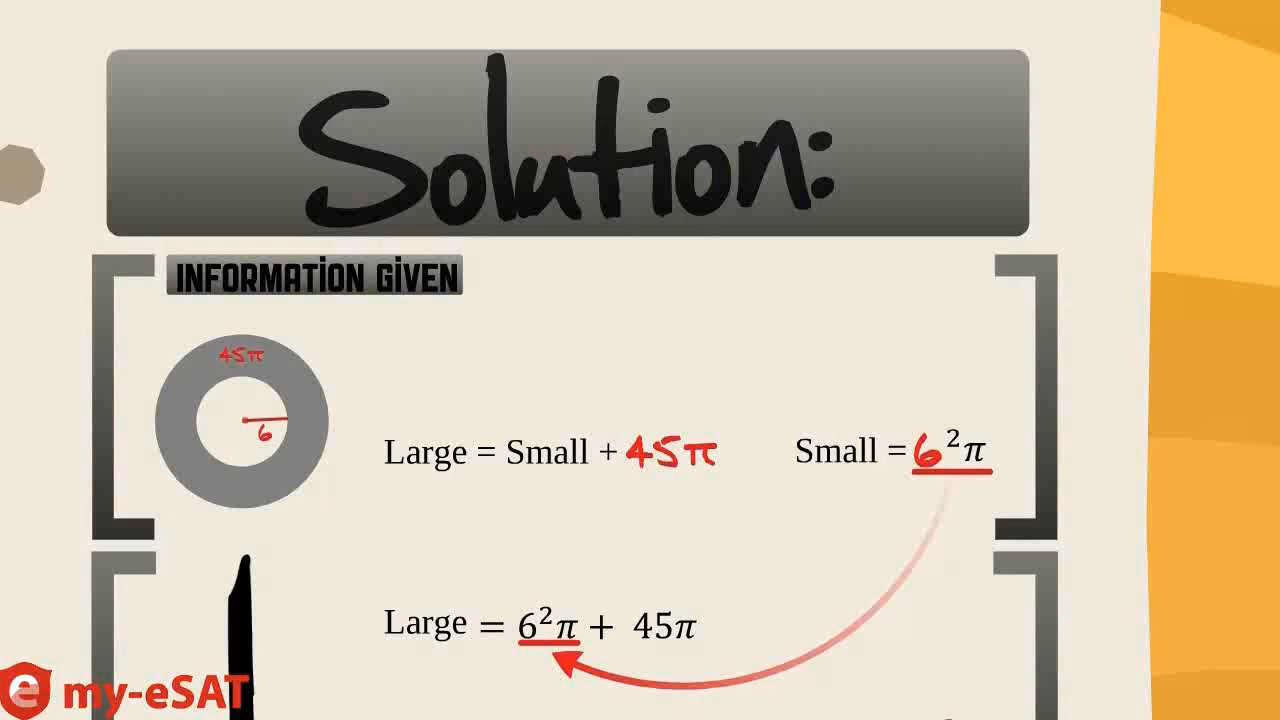 Solution:
INFORMATİON GİVEN
45π
6
Large = Small + 45π
Small = 6²π
Large = 6²π + 45π
e my-eSAT